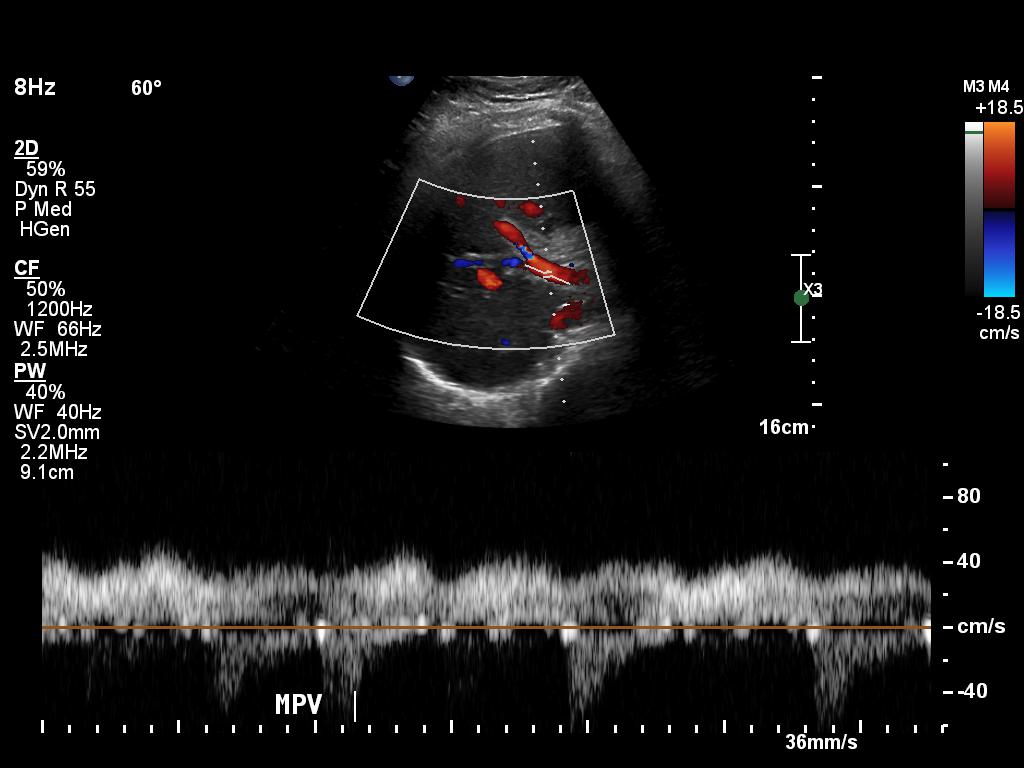 8Hz
60°
2D
59%
Dyn R 55
P Med
HGen
CF
50%
1200Hz
WF 66Hz
2.5MHz
PW
40%
WF 40Hz
SV2.0mm
2.2MHz
9.1cm
M3 M4
+18.5
-18.5
cm/s
X3
16cm
80
40
cm/s
-40
MPV
36mm/s